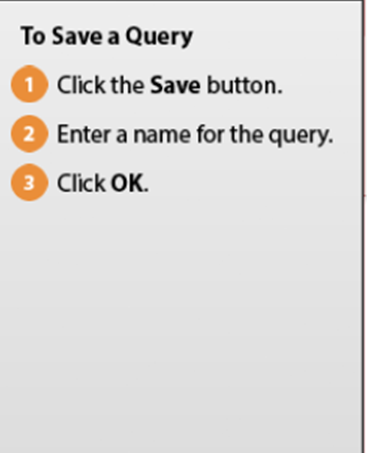 To Save a Query
1 Click the Save button.
2 Enter a name for the query.
3 Click OK.